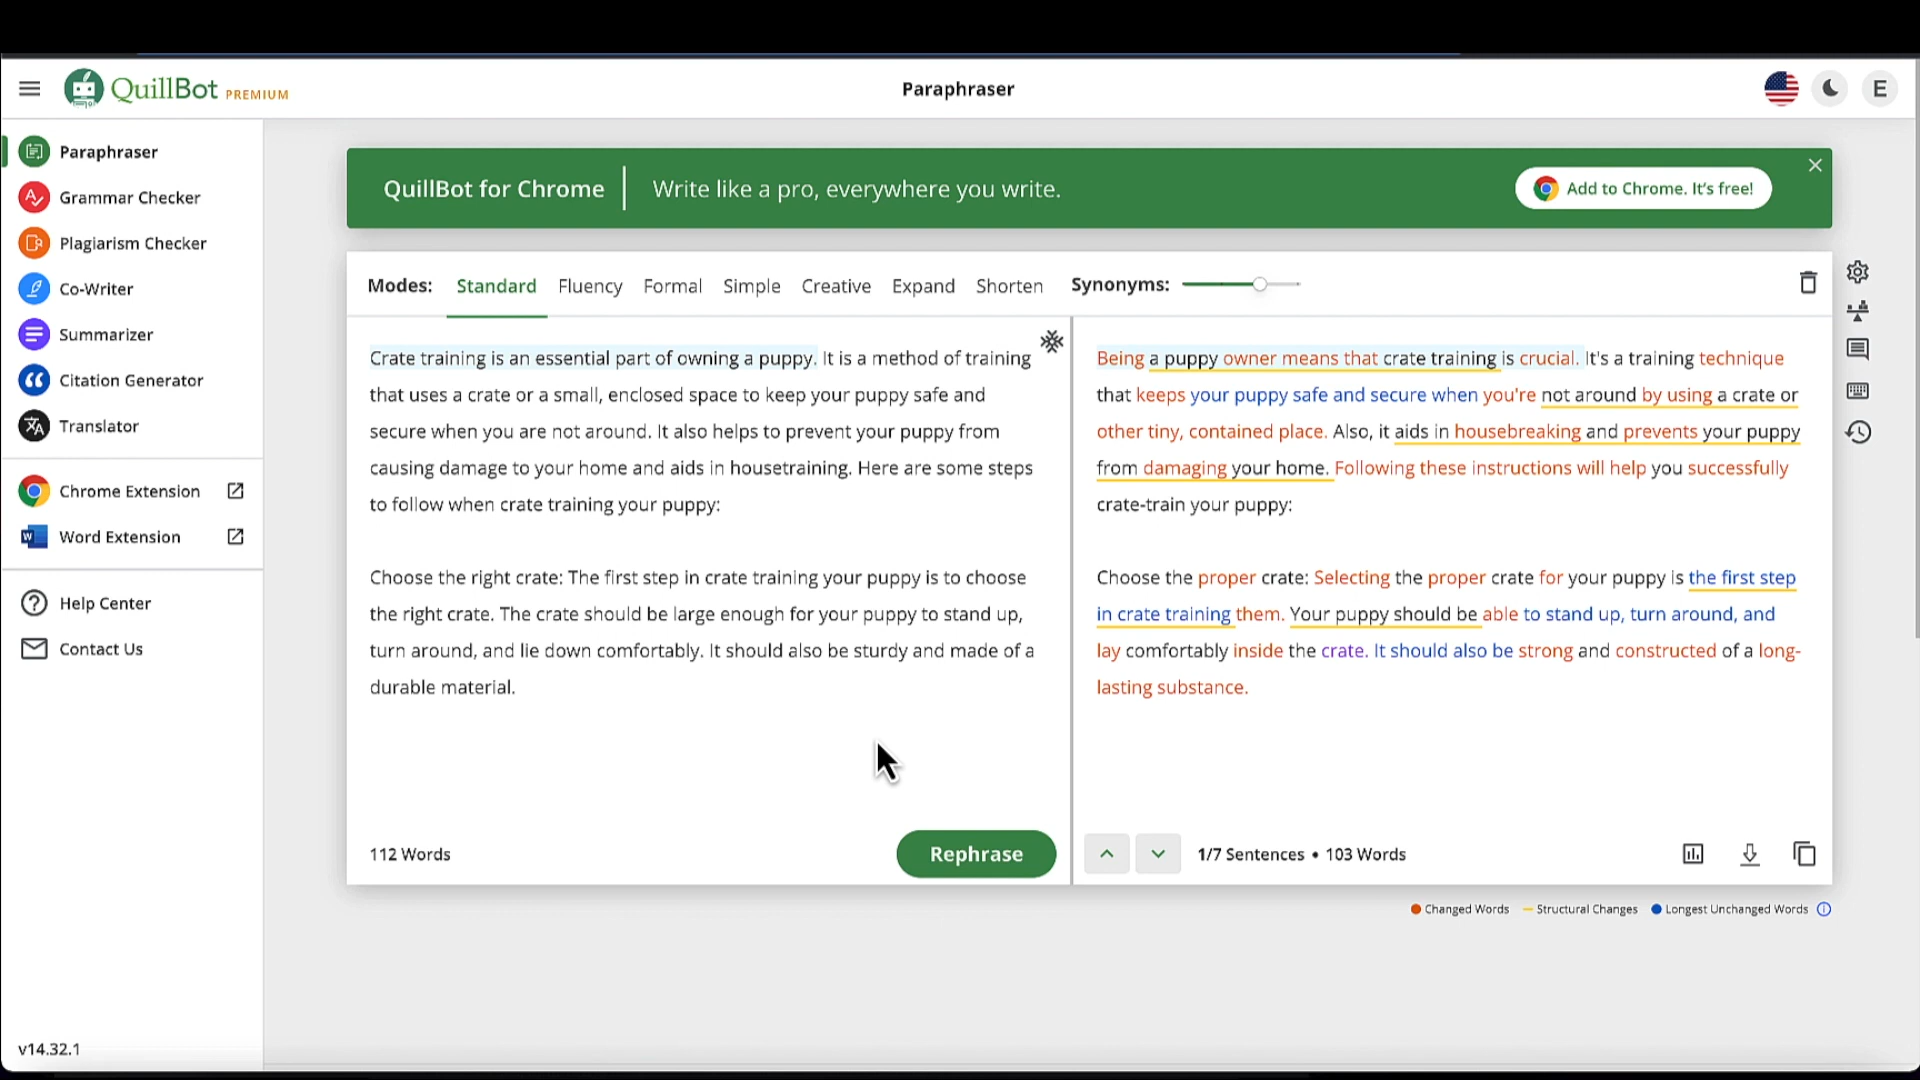 QuillBot PREMIUM
Paraphraser
E
Paraphraser
Grammar Checker
Plagiarism Checker
Co-Writer
Summarizer
Citation Generator
Translator
Chrome Extension
Word Extension
Help Center
Contact Us
v14.32.1
QuillBot for Chrome
Write like a pro, everywhere you write.
Add to Chrome. It's free!
Modes: Standard Fluency Formal Simple Creative Expand Shorten Synonyms:
Crate training is an essential part of owning a puppy. It is a method of training
that uses a crate or a small, enclosed space to keep your puppy safe and
secure when you are not around. It also helps to prevent your puppy from
causing damage to your home and aids in housetraining. Here are some steps
to follow when crate training your puppy:
Choose the right crate: The first step in crate training your puppy is to choose
the right crate. The crate should be large enough for your puppy to stand up,
turn around, and lie down comfortably. It should also be sturdy and made of a
durable material.
112 Words
Rephrase
Being a puppy owner means that crate training is crucial. It's a training technique
that keeps your puppy safe and secure when you're not around by using a crate or
other tiny, contained place. Also, it aids in housebreaking and prevents your puppy
from damaging your home. Following these instructions will help you successfully
crate-train your puppy:
Choose the proper crate: Selecting the proper crate for your puppy is the first step
in crate training them. Your puppy should be able to stand up, turn around, and
lay comfortably inside the crate. It should also be strong and constructed of a long-
lasting substance.
1/7 Sentences • 103 Words
Changed Words
Structural Changes
Longest Unchanged Words